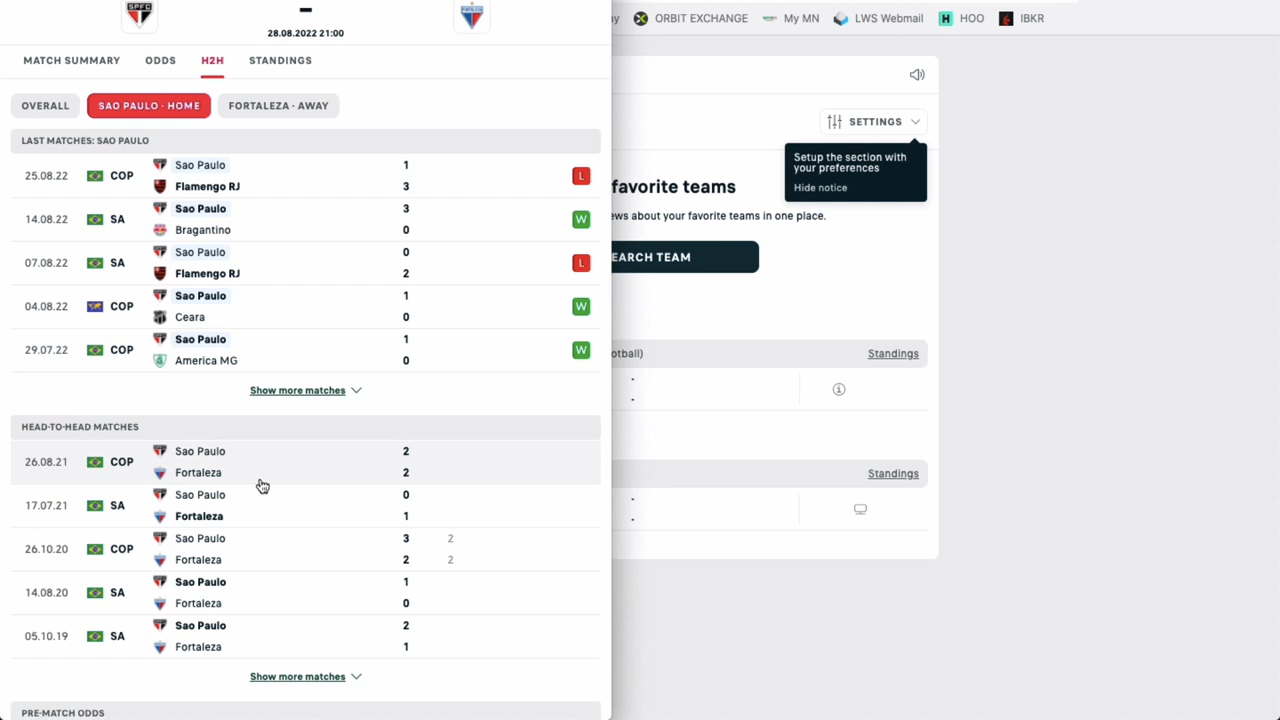 SPFC
FORTALEZA
-
28.08.2022 21:00
MATCH SUMMARY ODDS H2H STANDINGS
OVERALL SAO PAULO - HOME FORTALEZA - AWAY
LAST MATCHES: SAO PAULO
25.08.22 COP Sao Paulo 1 L
Flamengo RJ 3
14.08.22 SA Sao Paulo 3 W
Bragantino 0
07.08.22 SA Sao Paulo 0 L
Flamengo RJ 2
04.08.22 COP Sao Paulo 1 W
Ceara 0
29.07.22 COP Sao Paulo 1 W
America MG 0
Show more matches
HEAD-TO-HEAD MATCHES
26.08.21 COP Sao Paulo 2
Fortaleza 2
17.07.21 SA Sao Paulo 0
Fortaleza 1
26.10.20 COP Sao Paulo 3 2
Fortaleza 2 2
14.08.20 SA Sao Paulo 1
Fortaleza 0
05.10.19 SA Sao Paulo 2
Fortaleza 1
Show more matches
PRE-MATCH ODDS
ORBIT EXCHANGE My MN LWS Webmail H HOO IBKR
SETTINGS
Setup the section with
your preferences
Hide notice
favorite teams
ews about your favorite teams in one place.
EARCH TEAM
otball) Standings
-
-
Standings
-
-